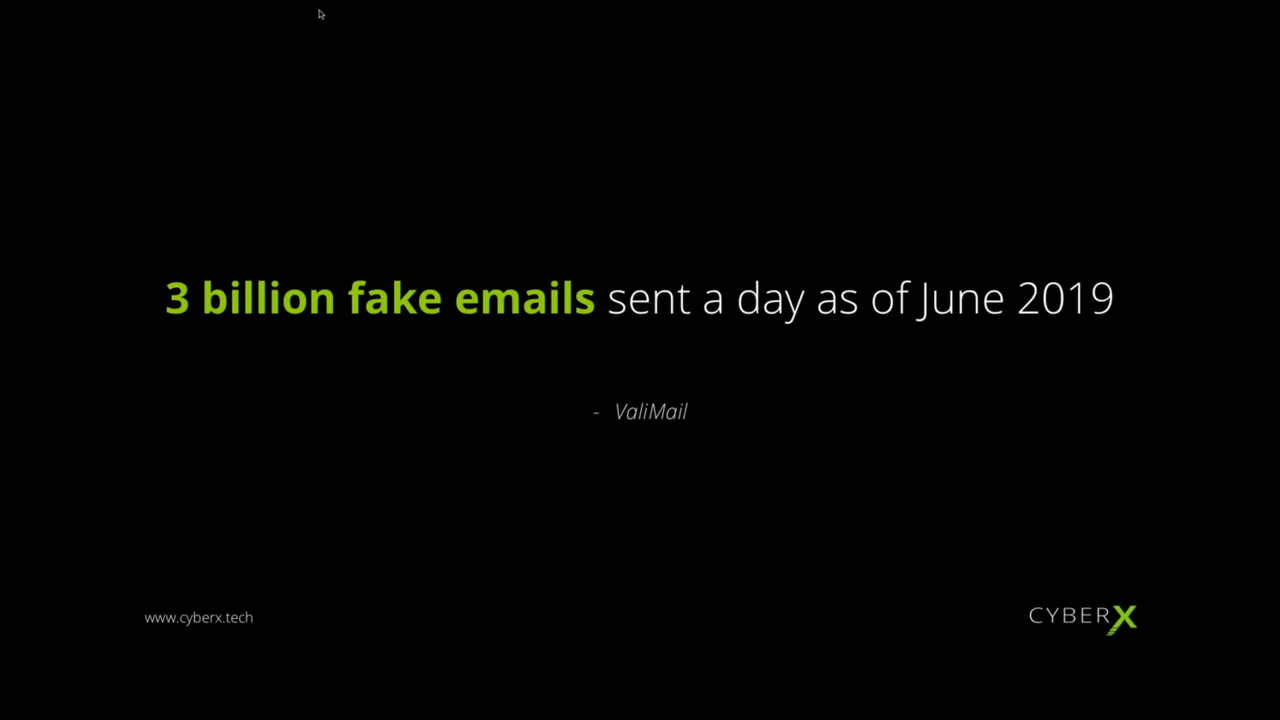 3 billion fake emails sent a day as of June 2019
- ValiMail
www.cyberx.tech
CYBERX